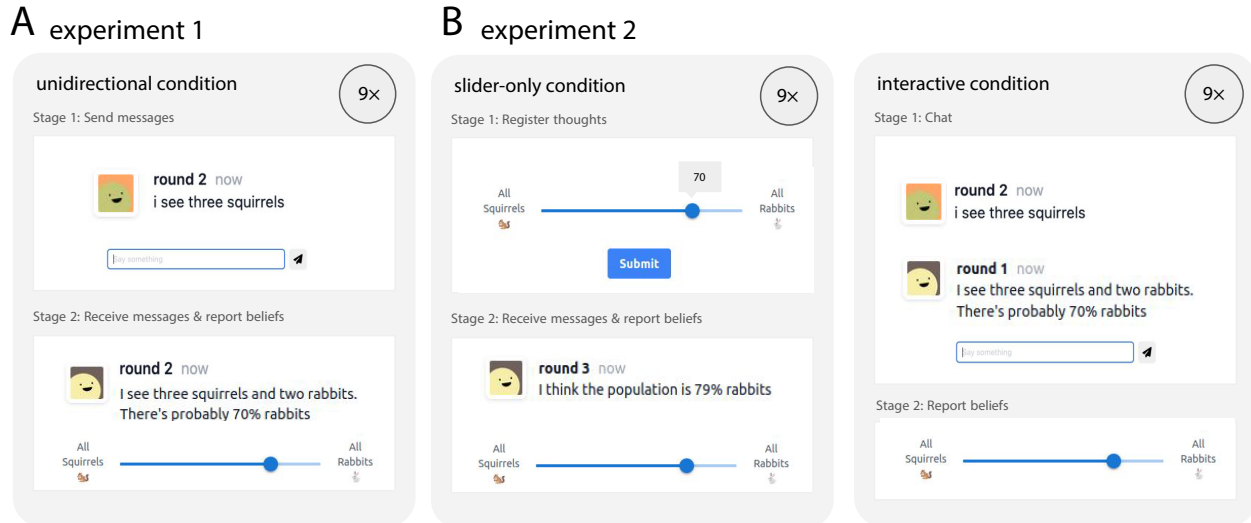 A experiment 1
unidirectional condition
9×
Stage 1: Send messages
round 2 now
i see three squirrels
Say something
Stage 2: Receive messages & report beliefs
round 2 now
I see three squirrels and two rabbits.
There's probably 70% rabbits
All
Squirrels
All
Rabbits
B experiment 2
slider-only condition
9×
Stage 1: Register thoughts
70
All
Squirrels
All
Rabbits
Submit
Stage 2: Receive messages & report beliefs
round 3 now
I think the population is 79% rabbits
All
Squirrels
All
Rabbits
interactive condition
9×
Stage 1: Chat
round 2 now
i see three squirrels
round 1 now
I see three squirrels and two rabbits.
There's probably 70% rabbits
Say something
Stage 2: Report beliefs
All
Squirrels
All
Rabbits